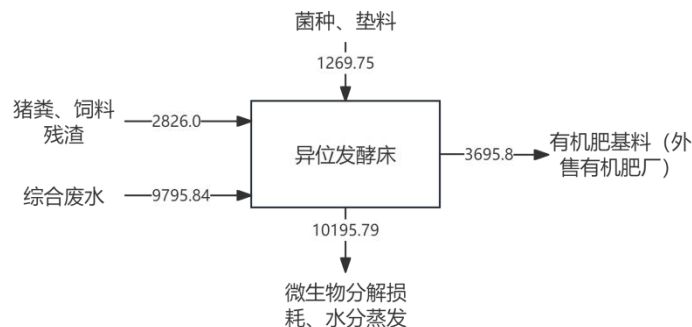 菌种、垫料
1269.75
猪粪、饲料
残渣
2826.0
异位发酵床
3695.8
有机肥基料（外
售有机肥厂）
综合废水
9795.84
10195.79
微生物分解损
耗、水分蒸发